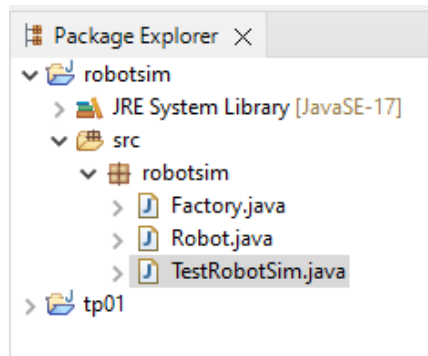 Package Explorer
robotsim
JRE System Library [JavaSE-17]
src
robotsim
Factory.java
Robot.java
TestRobotSim.java
tp01